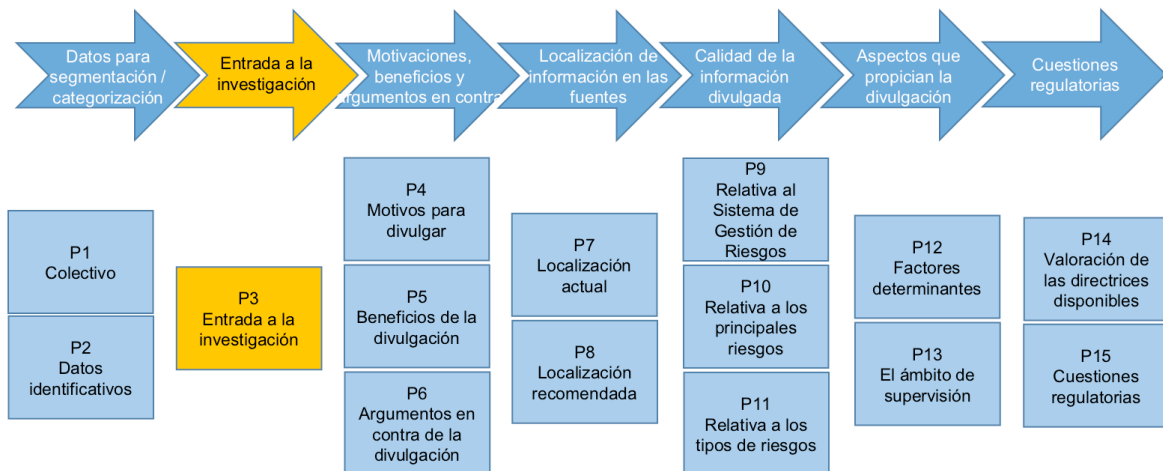 Datos para
segmentación /
categorización
Entrada a la
investigación
Motivaciones,
beneficios y
argumentos en contra
Localización de
información en las
fuentes
Calidad de la
información
divulgada
Aspectos que
propician la
divulgación
Cuestiones
regulatorias
P1
Colectivo
P2
Datos
identificativos
P3
Entrada a la
investigación
P4
Motivos para
divulgar
P5
Beneficios de la
divulgación
P6
Argumentos en
contra de la
divulgación
P7
Localización
actual
P8
Localización
recomendada
P9
Relativa al
Sistema de
Gestión de
Riesgos
P10
Relativa a los
principales
riesgos
P11
Relativa a los
tipos de riesgos
P12
Factores
determinantes
P13
El ámbito de
supervisión
P14
Valoración de
las directrices
disponibles
P15
Cuestiones
regulatorias